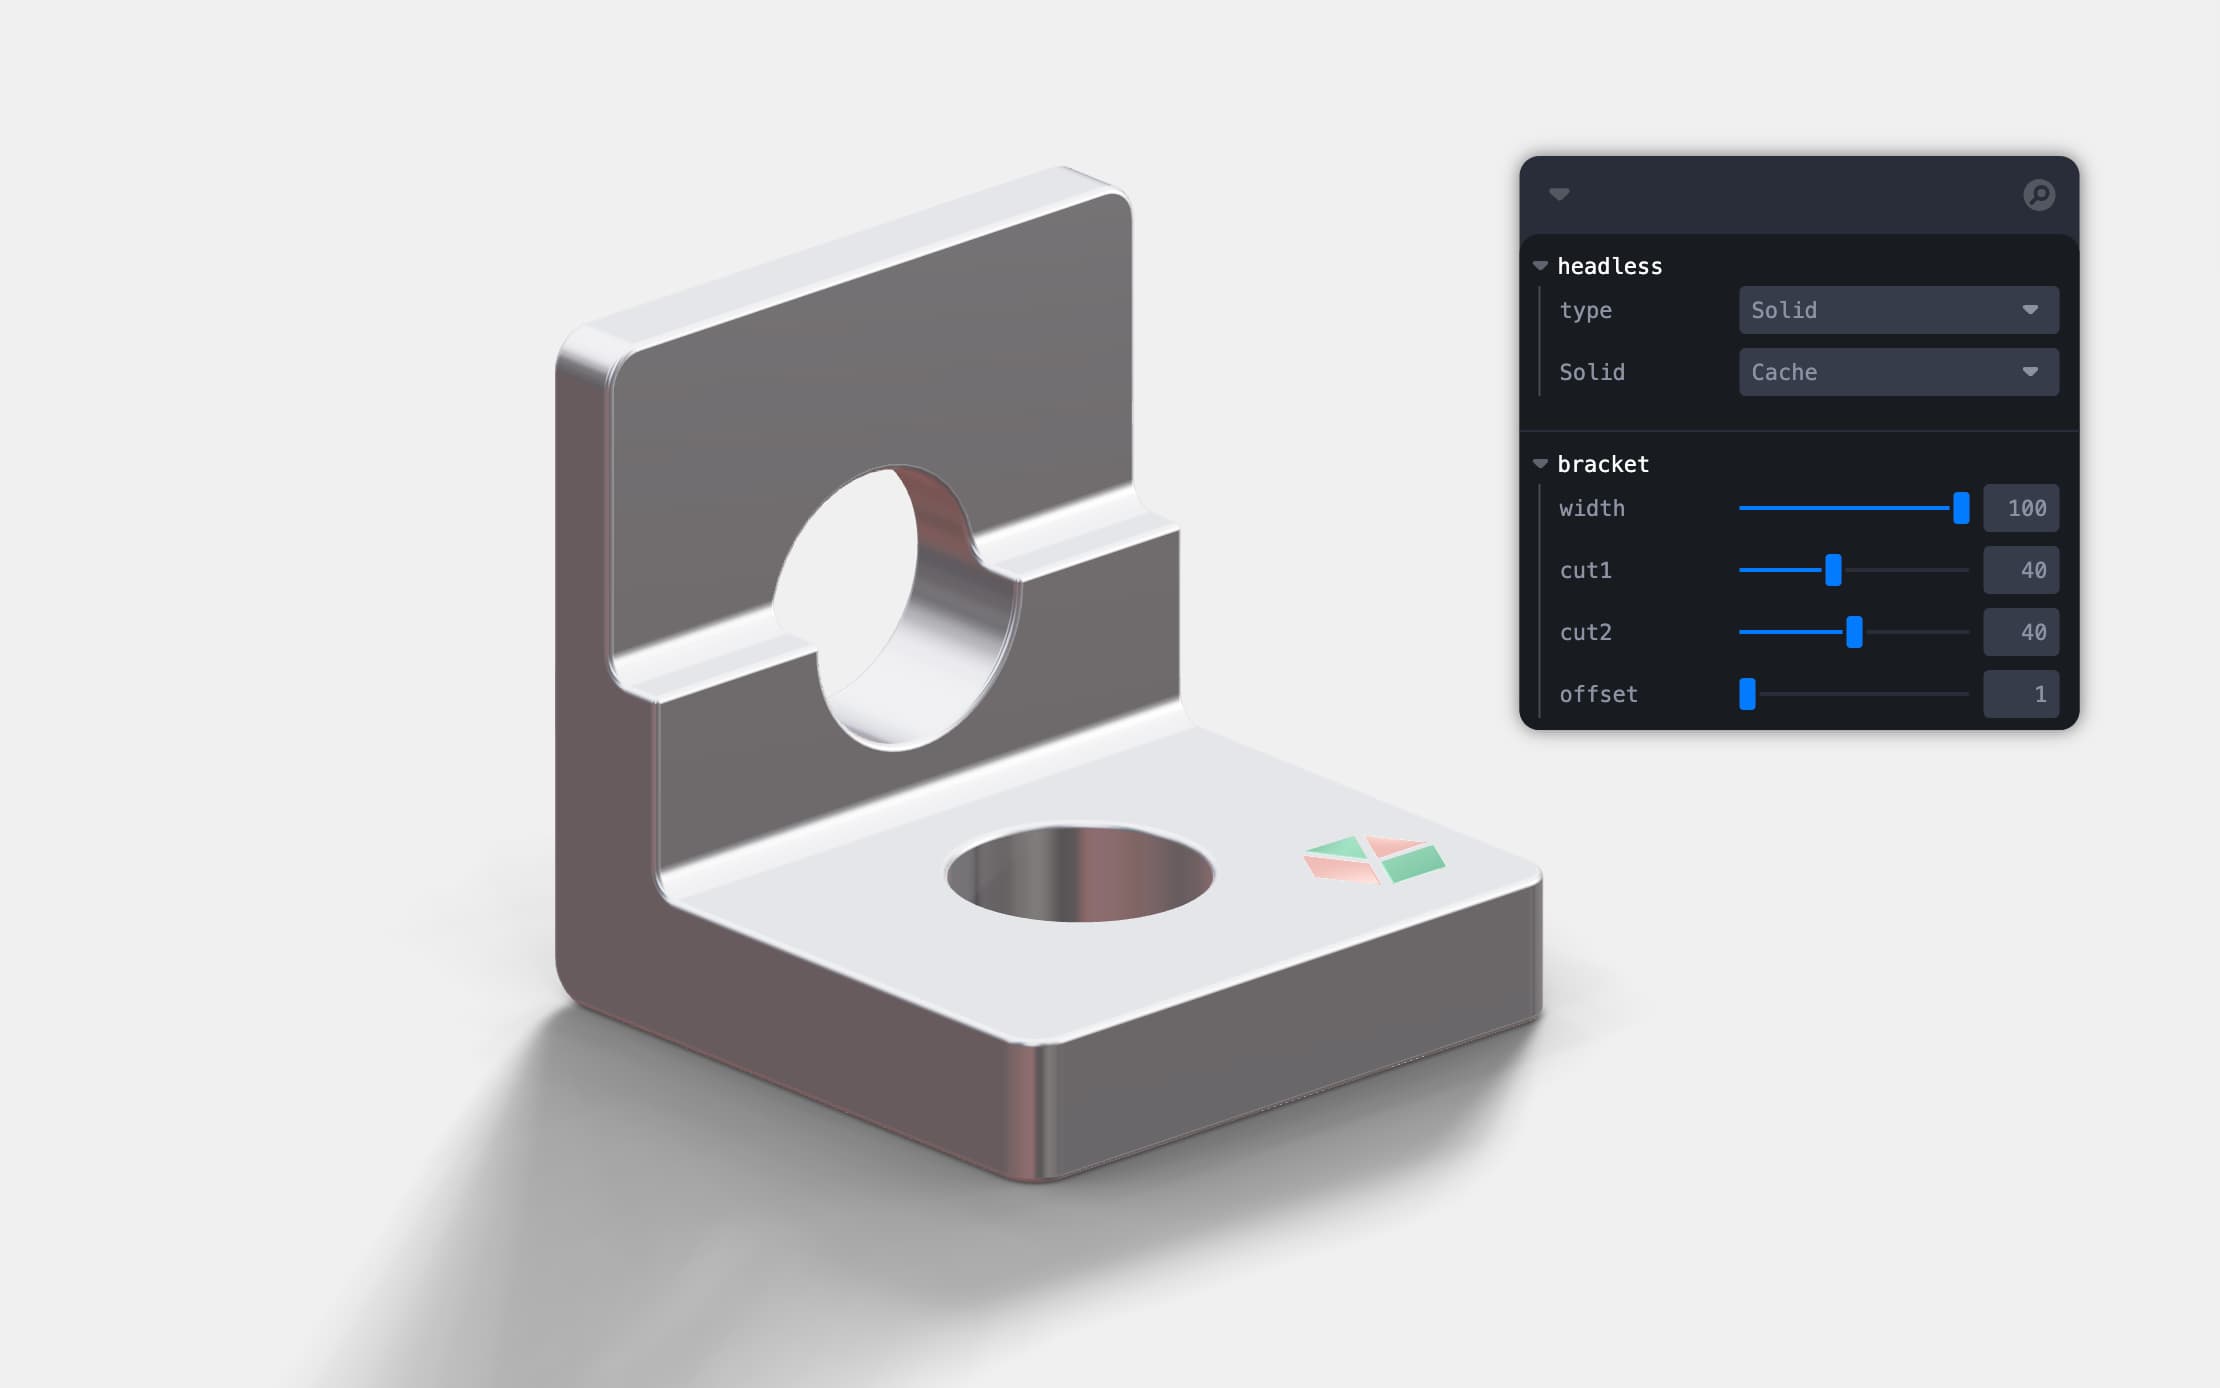 headless
type Solid
Solid Cache
bracket
width 100
cut1 40
cut2 40
offset 1